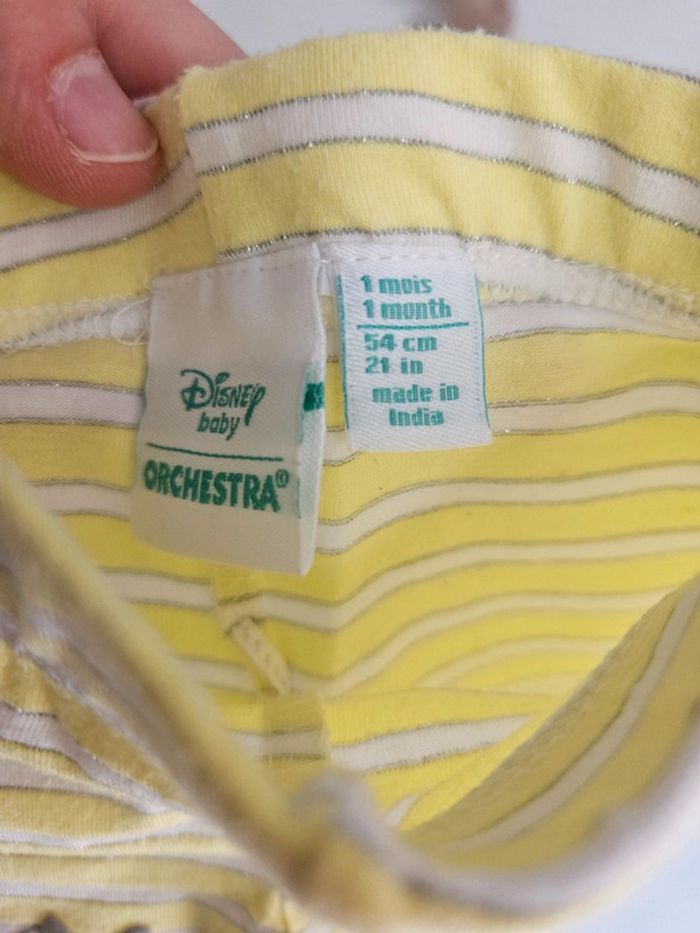 Disney
baby
ORCHESTRA®
1 mois
1 month
54 cm
21 in
made in
India